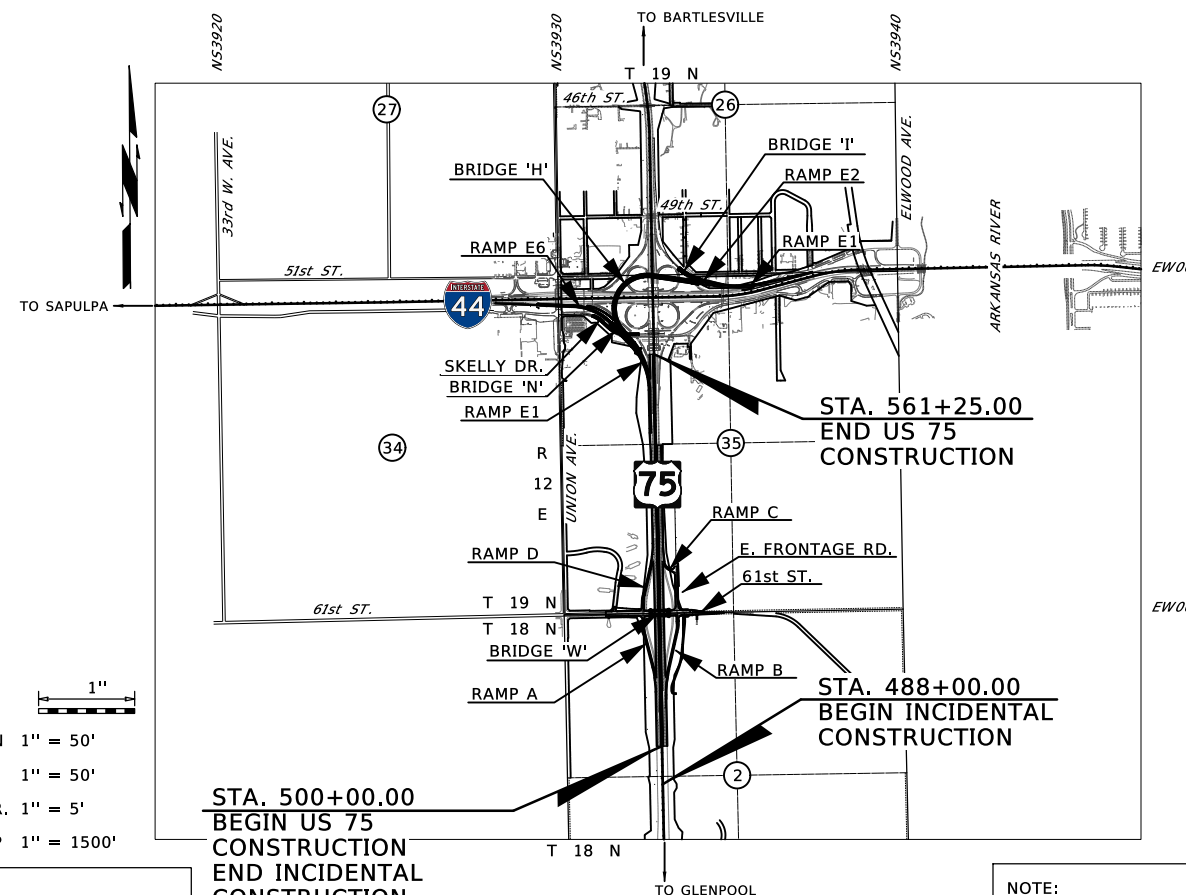 TO BARTLESVILLE
NS3920
NS3930
NS3940
T 19 N
27
46th ST.
26
33rd W. AVE.
ELWOOD AVE.
BRIDGE 'H'
BRIDGE 'I'
RAMP E2
49th ST.
RAMP E6
RAMP E1
51st ST.
ARKANSAS RIVER
TO SAPULPA
INTERSTATE
44
SKELLY DR.
BRIDGE 'N'
RAMP E1
STA. 561+25.00
END US 75
CONSTRUCTION
34
35
R
12
E
UNION AVE.
75
RAMP C
RAMP D
E. FRONTAGE RD.
61st ST.
T 19 N
61st ST.
T 18 N
BRIDGE 'W'
RAMP B
RAMP A
1"
STA. 488+00.00
BEGIN INCIDENTAL
CONSTRUCTION
1" = 50'
1" = 50'
1" = 5'
1" = 1500'
2
STA. 500+00.00
BEGIN US 75
CONSTRUCTION
END INCIDENTAL
CONSTRUCTION
T 18 N
TO GLENPOOL
NOTE: